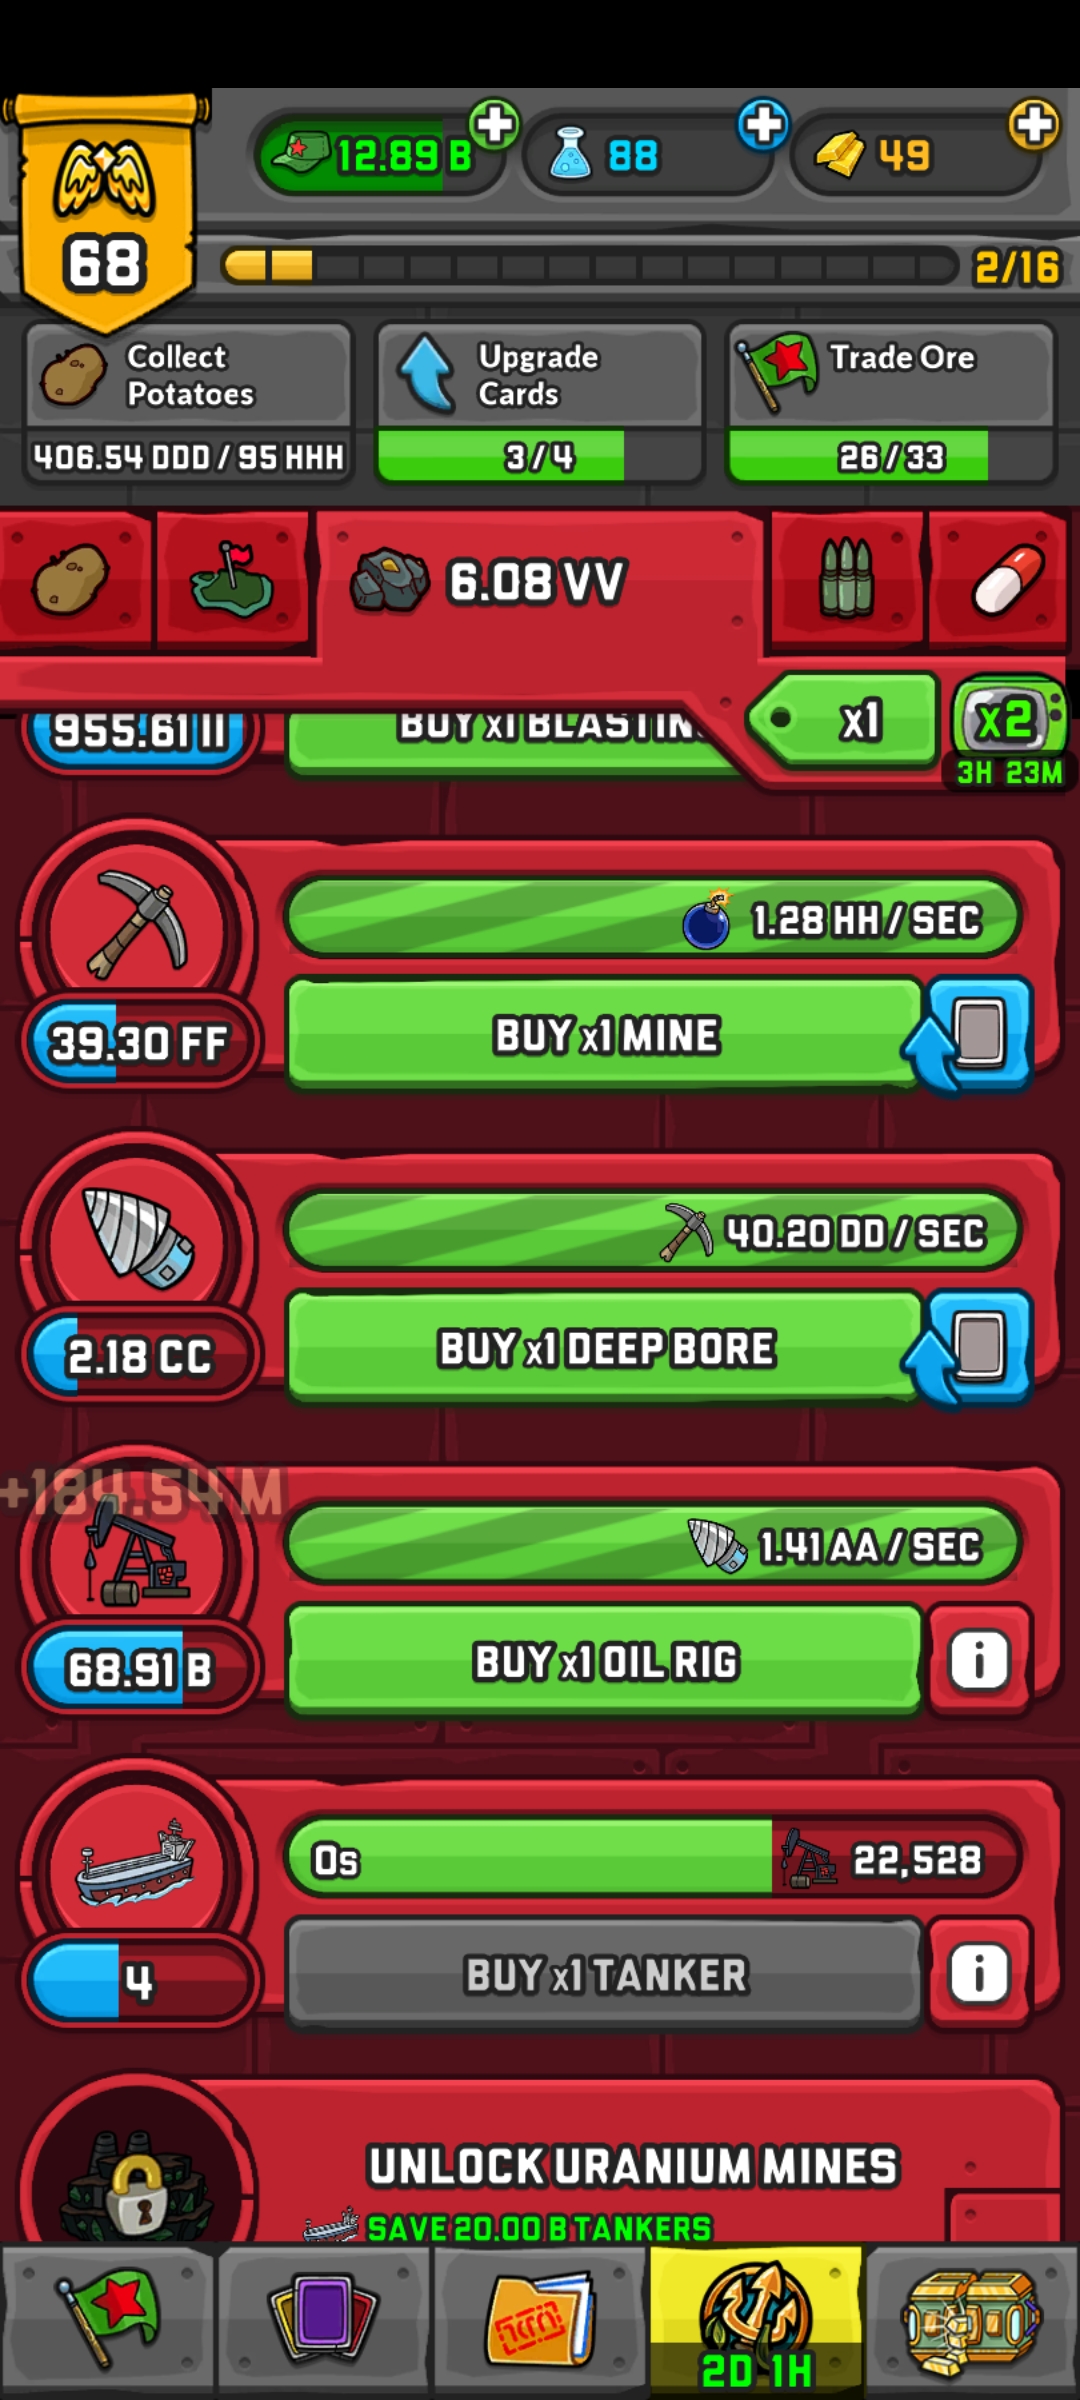 12.89 B
88
49
68
2/16
Collect
Potatoes
Upgrade
Cards
Trade Ore
406.54 DDD / 95 HHH
3/4
26/33
6.08 VV
x1
x2
3H 23M
955.61 II
BUY x1 BLASTIN
1.28 HH / SEC
39.30 FF
BUY x1 MINE
40.20 DD / SEC
2.18 CC
BUY x1 DEEP BORE
+184.54 M
1.41 AA / SEC
68.91 B
BUY x1 OIL RIG
0s
22,528
4
BUY x1 TANKER
UNLOCK URANIUM MINES
SAVE 20.00 B TANKERS
2D 1H